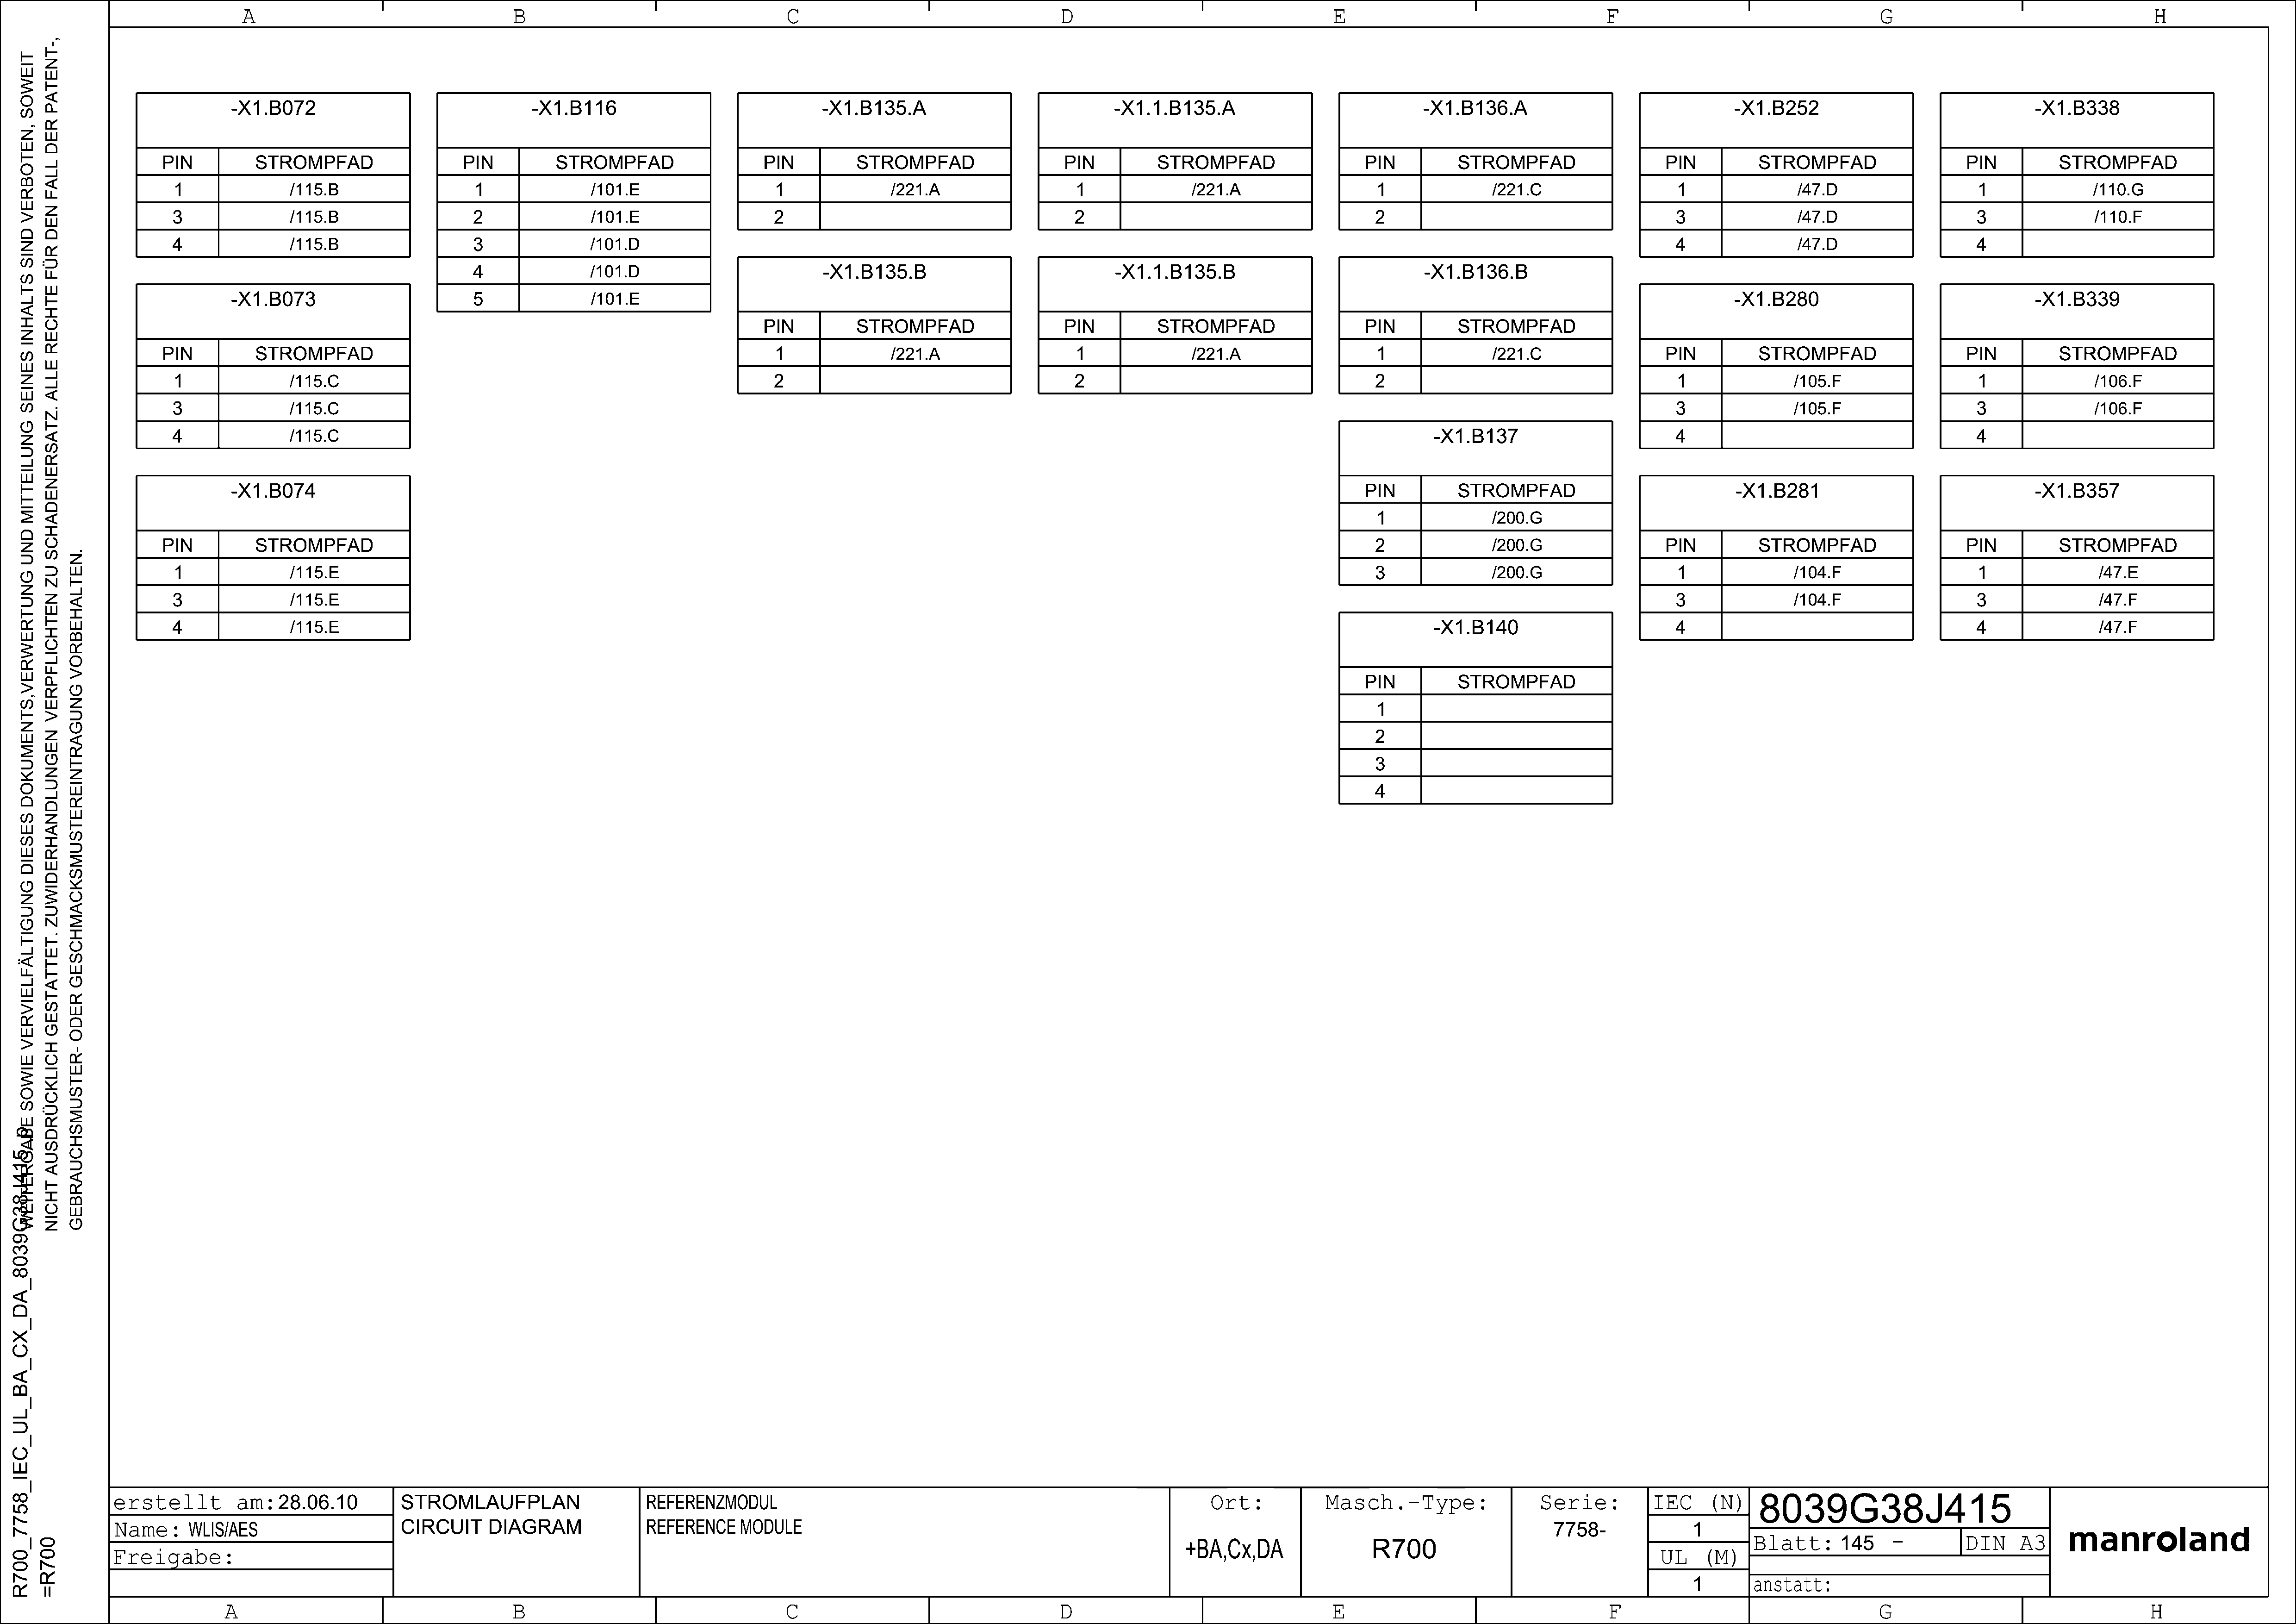 A B C D E F G H
-X1.B072
PIN STROMPFAD
1 /115.B
3 /115.B
4 /115.B
-X1.B073
PIN STROMPFAD
1 /115.C
3 /115.C
4 /115.C
-X1.B074
PIN STROMPFAD
1 /115.E
3 /115.E
4 /115.E
-X1.B116
PIN STROMPFAD
1 /101.E
2 /101.E
3 /101.D
4 /101.D
5 /101.E
-X1.B135.A
PIN STROMPFAD
1 /221.A
2
-X1.B135.B
PIN STROMPFAD
1 /221.A
2
-X1.1.B135.A
PIN STROMPFAD
1 /221.A
2
-X1.1.B135.B
PIN STROMPFAD
1 /221.A
2
-X1.B136.A
PIN STROMPFAD
1 /221.C
2
-X1.B136.B
PIN STROMPFAD
1 /221.C
2
-X1.B137
PIN STROMPFAD
1 /200.G
2 /200.G
3 /200.G
-X1.B140
PIN STROMPFAD
1
2
3
4
-X1.B252
PIN STROMPFAD
1 /47.D
3 /47.D
4 /47.D
-X1.B280
PIN STROMPFAD
1 /105.F
3 /105.F
4
-X1.B281
PIN STROMPFAD
1 /104.F
3 /104.F
4
-X1.B338
PIN STROMPFAD
1 /110.G
3 /110.F
4
-X1.B339
PIN STROMPFAD
1 /106.F
3 /106.F
4
-X1.B357
PIN STROMPFAD
1 /47.E
3 /47.F
4 /47.F
WEITERGABE SOWIE VERVIELFÄLTIGUNG DIESES DOKUMENTS,VERWERTUNG UND MITTEILUNG SEINES INHALTS SIND VERBOTEN, SOWEIT
NICHT AUSDRÜCKLICH GESTATTET. ZUWIDERHANDLUNGEN VERPFLICHTEN ZU SCHADENERSATZ. ALLE RECHTE FÜR DEN FALL DER PATENT-,
GEBRAUCHSMUSTER- ODER GESCHMACKSMUSTEREINTRAGUNG VORBEHALTEN.
=R700
erstellt am: 28.06.10
Name: WLIS/AES
Freigabe:
STROMLAUFPLAN
CIRCUIT DIAGRAM
REFERENZMODUL
REFERENCE MODULE
Ort:
+BA,Cx,DA
Masch.-Type:
R700
Serie:
7758-
IEC (N)
1
UL (M)
1
8039G38J415
Blatt: 145 - DIN A3
anstatt:
manroland
A B C D E F G H